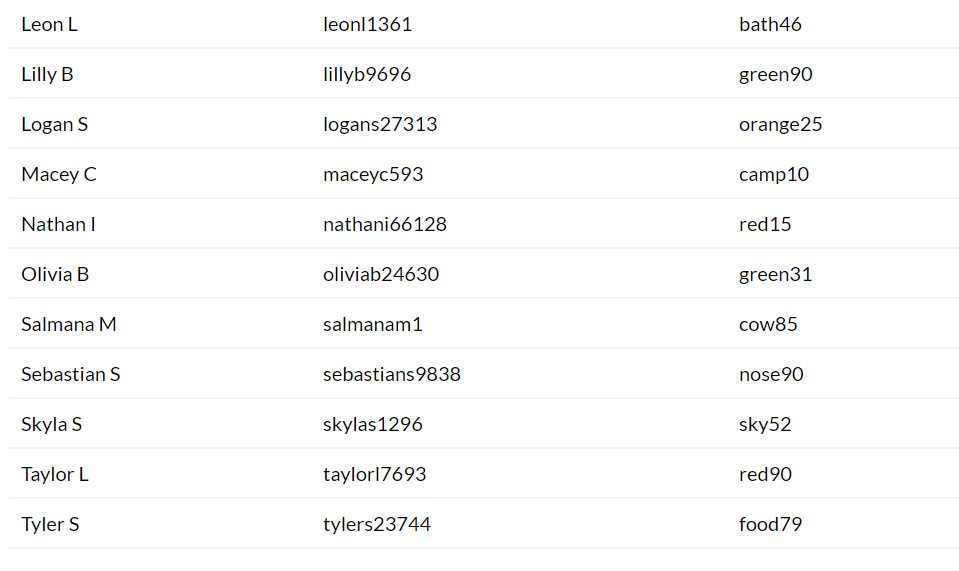 Leon L leonl1361 bath46
Lilly B lillyb9696 green90
Logan S logans27313 orange25
Macey C maceyc593 camp10
Nathan I nathani66128 red15
Olivia B oliviab24630 green31
Salmana M salmanam1 cow85
Sebastian S sebastians9838 nose90
Skyla S skylas1296 sky52
Taylor L taylorl7693 red90
Tyler S tylers23744 food79